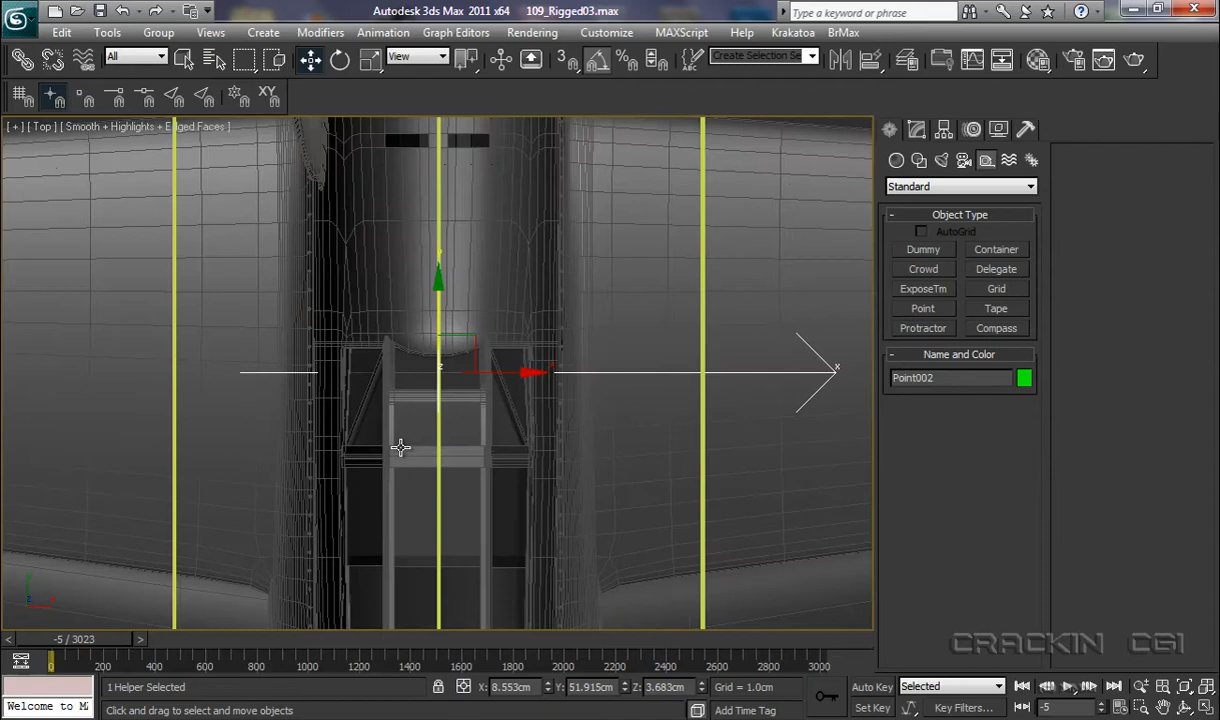 Autodesk 3ds Max 2011 x64 109_Rigged03.max
Type a keyword or phrase
Edit Tools Group Views Create Modifiers Animation Graph Editors Rendering Customize MAXScript Help Krakatoa BrMax
All View Create Selection Se
XY
[ + ] [ Top ] [ Smooth + Highlights + Edged Faces ]
Standard
- Object Type
AutoGrid
Dummy Container
Crowd Delegate
ExposeTm Grid
Point Tape
Protractor Compass
- Name and Color
Point002
x
z
y
x
CRACKIN CGI
< -5 / 3023 >
0 200 400 600 800 1000 1200 1400 1600 1800 2000 2200 2400 2600 2800 3000
1 Helper Selected X: 8.553cm Y: 51.915cm Z: 3.683cm Grid = 1.0cm Auto Key Selected
Welcome to M Click and drag to select and move objects Add Time Tag Set Key Key Filters... -5